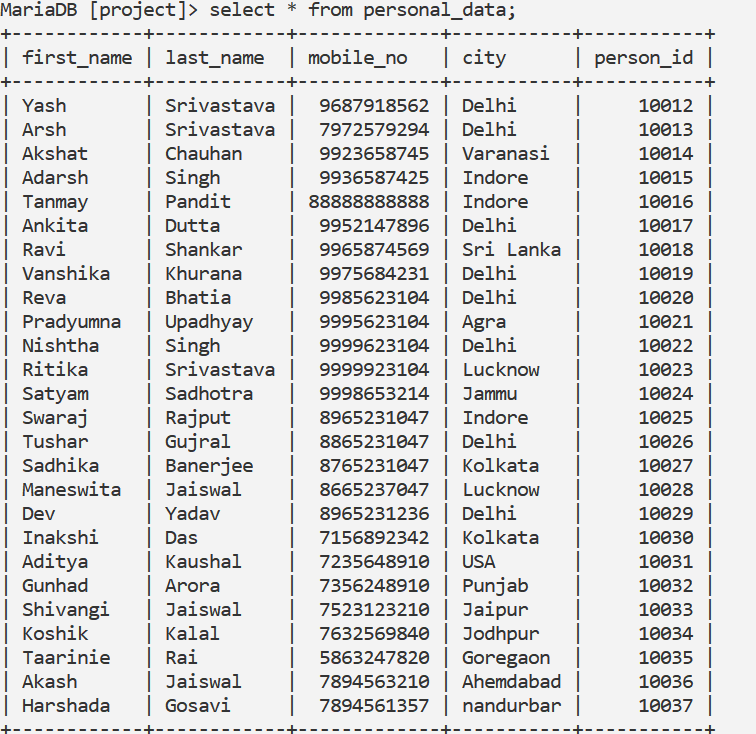 MariaDB [project]> select * from personal_data;
+------------+------------+-------------+-----------+-----------+
| first_name | last_name  | mobile_no   | city      | person_id |
+------------+------------+-------------+-----------+-----------+
| Yash       | Srivastava |  9687918562 | Delhi     |     10012 |
| Arsh       | Srivastava |  7972579294 | Delhi     |     10013 |
| Akshat     | Chauhan    |  9923658745 | Varanasi  |     10014 |
| Adarsh     | Singh      |  9936587425 | Indore    |     10015 |
| Tanmay     | Pandit     | 88888888888 | Indore    |     10016 |
| Ankita     | Dutta      |  9952147896 | Delhi     |     10017 |
| Ravi       | Shankar    |  9965874569 | Sri Lanka |     10018 |
| Vanshika   | Khurana    |  9975684231 | Delhi     |     10019 |
| Reva       | Bhatia     |  9985623104 | Delhi     |     10020 |
| Pradyumna  | Upadhyay   |  9995623104 | Agra      |     10021 |
| Nishtha    | Singh      |  9999623104 | Delhi     |     10022 |
| Ritika     | Srivastava |  9999923104 | Lucknow   |     10023 |
| Satyam     | Sadhotra   |  9998653214 | Jammu     |     10024 |
| Swaraj     | Rajput     |  8965231047 | Indore    |     10025 |
| Tushar     | Gujral     |  8865231047 | Delhi     |     10026 |
| Sadhika    | Banerjee   |  8765231047 | Kolkata   |     10027 |
| Maneswita  | Jaiswal    |  8665237047 | Lucknow   |     10028 |
| Dev        | Yadav      |  8965231236 | Delhi     |     10029 |
| Inakshi    | Das        |  7156892342 | Kolkata   |     10030 |
| Aditya     | Kaushal    |  7235648910 | USA       |     10031 |
| Gunhad     | Arora      |  7356248910 | Punjab    |     10032 |
| Shivangi   | Jaiswal    |  7523123210 | Jaipur    |     10033 |
| Koshik     | Kalal      |  7632569840 | Jodhpur   |     10034 |
| Taarinie   | Rai        |  5863247820 | Goregaon  |     10035 |
| Akash      | Jaiswal    |  7894563210 | Ahemdabad |     10036 |
| Harshada   | Gosavi     |  7894561357 | nandurbar |     10037 |
+------------+------------+-------------+-----------+-----------+